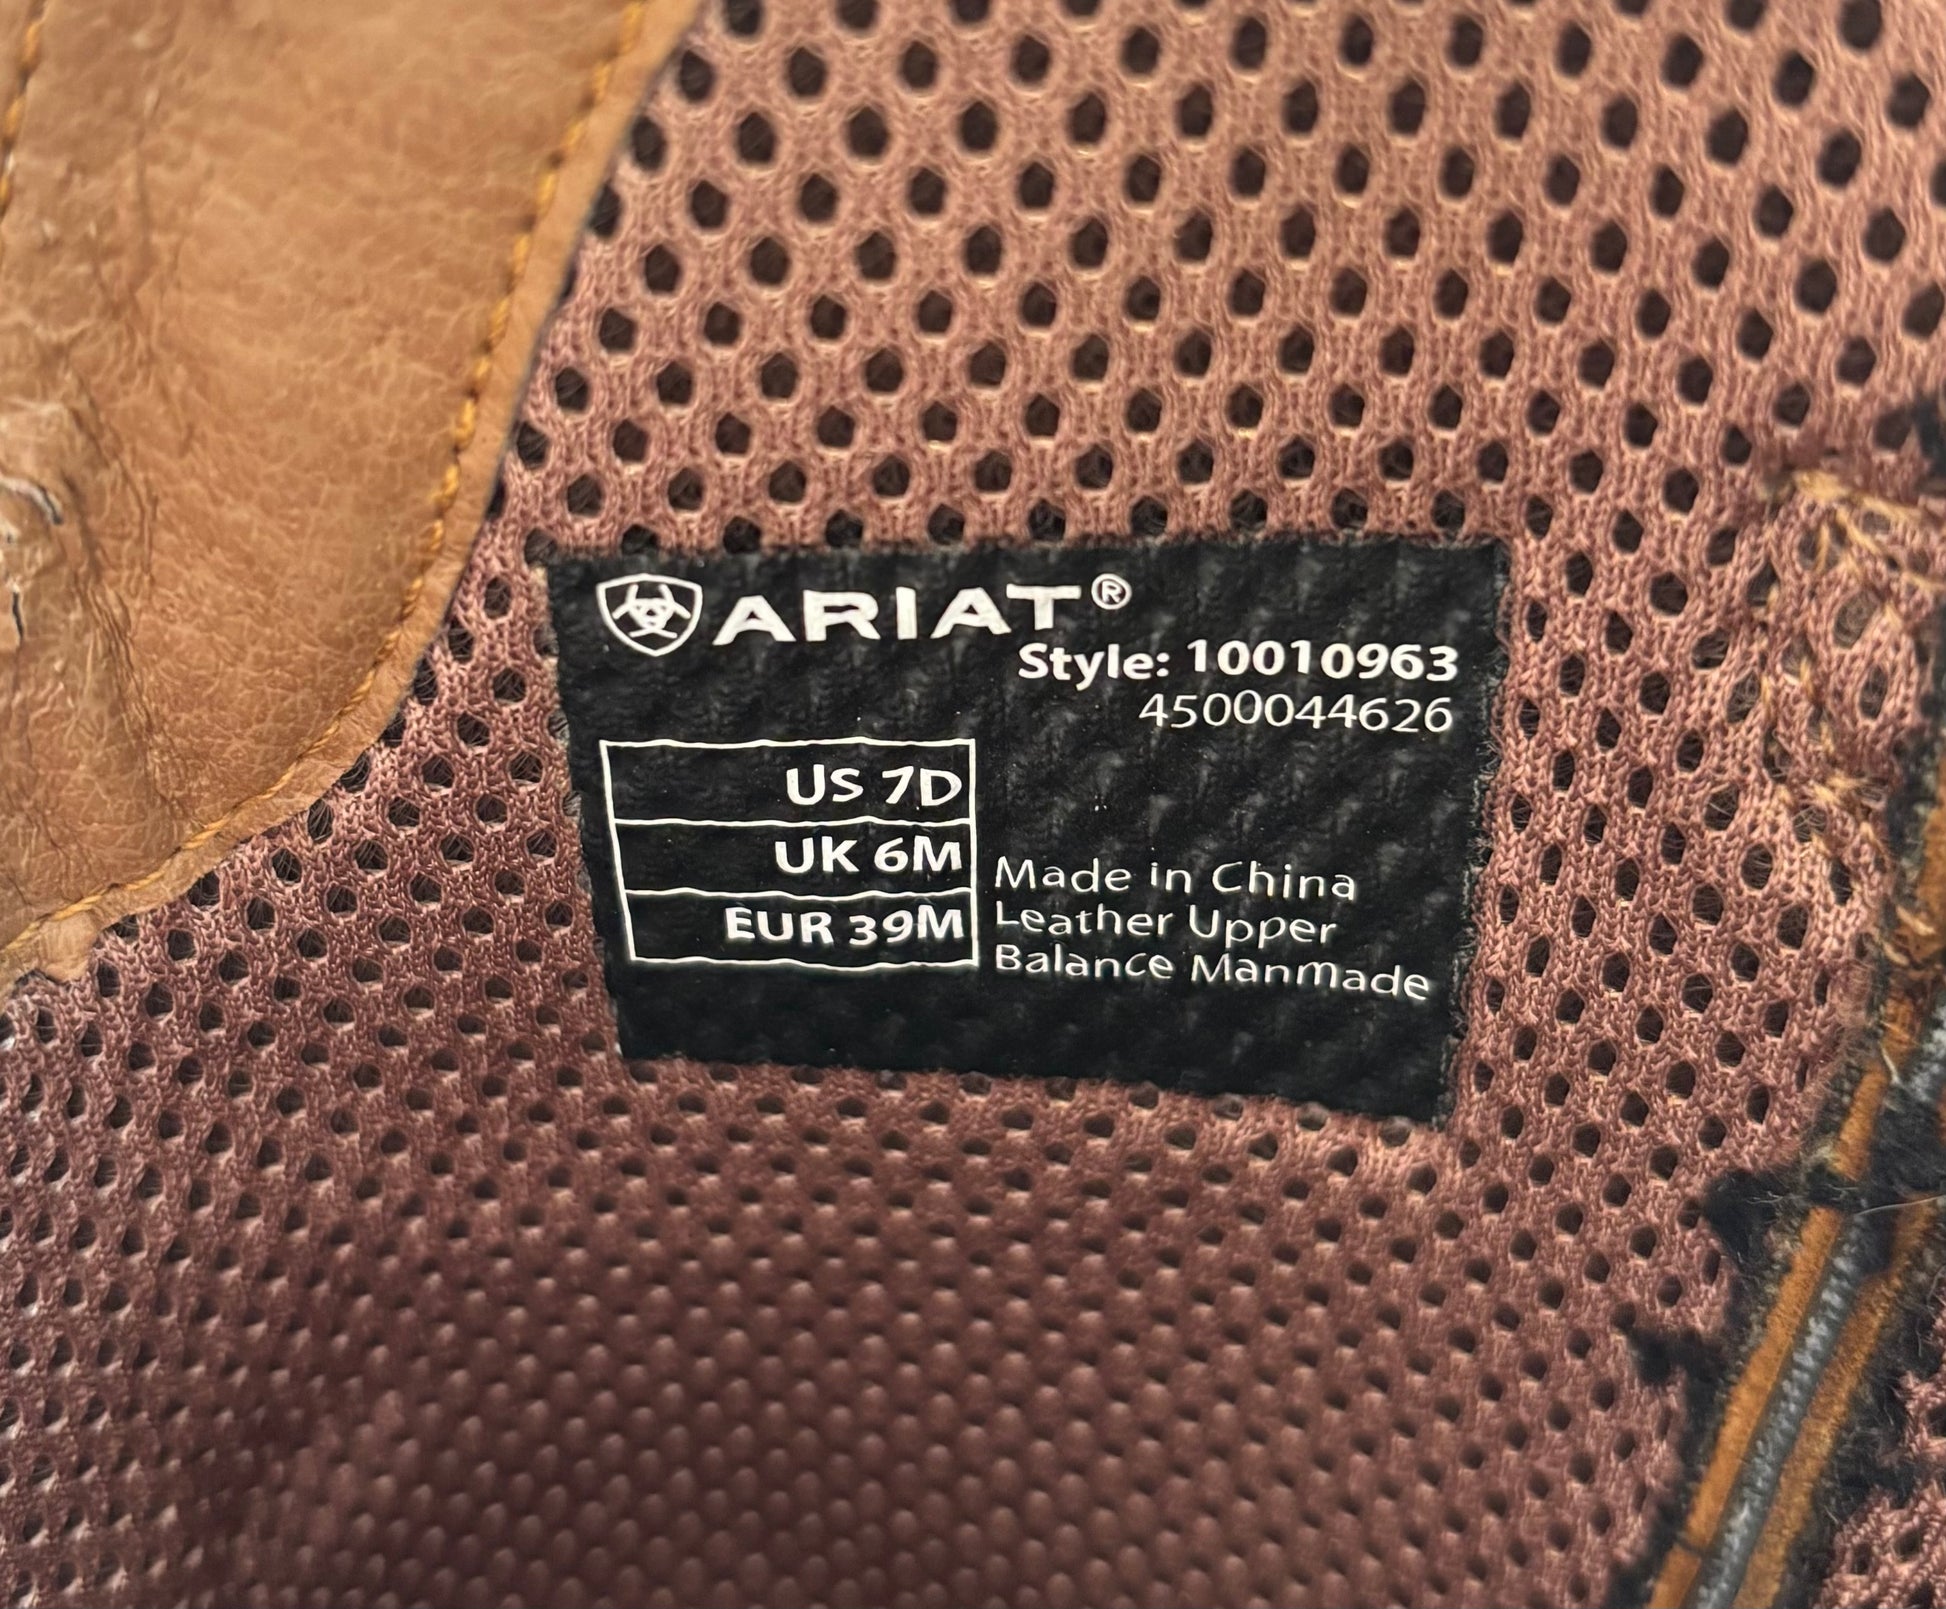 ARIAT®
Style: 10010963
4500044626
US 7D
UK 6M
EUR 39M
Made in China
Leather Upper
Balance Manmade